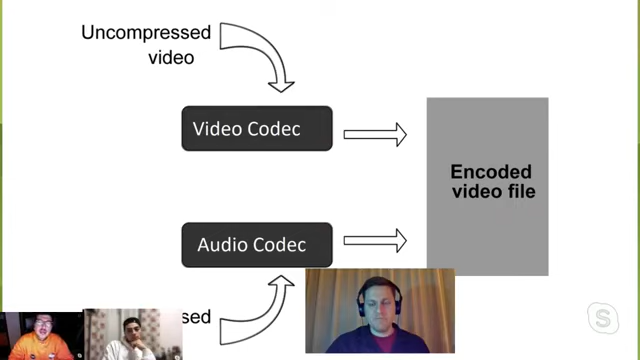 Uncompressed
video
Video Codec
Encoded
video file
Audio Codec